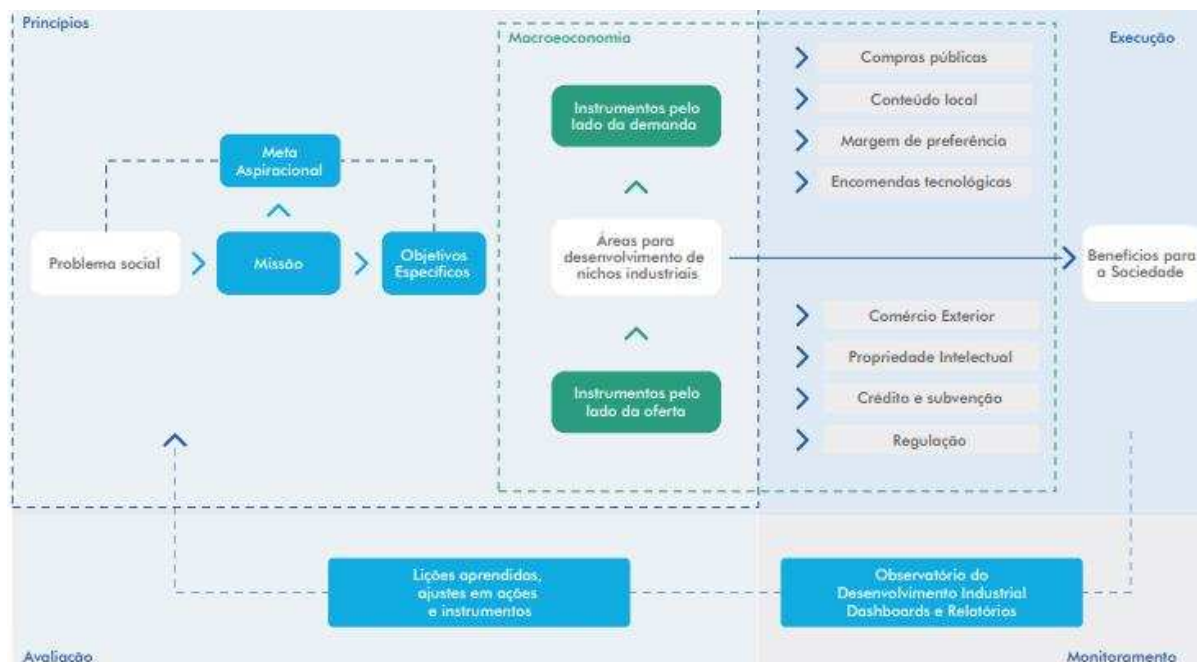 Princípios
Macroeconomia
Execução
Compras públicas
Conteúdo local
Margem de preferência
Encomendas tecnológicas
Instrumentos pelo
lado da demanda
Meta
Aspiracional
Problema social
Missão
Objetivos
Específicos
Áreas para
desenvolvimento de
nichos industriais
Benefícios para
a Sociedade
Comércio Exterior
Propriedade Intelectual
Crédito e subvenção
Regulação
Instrumentos pelo
lado da oferta
Lições aprendidas,
ajustes em ações
e instrumentos
Observatório do
Desenvolvimento Industrial
Dashboards e Relatórios
Avaliação
Monitoramento